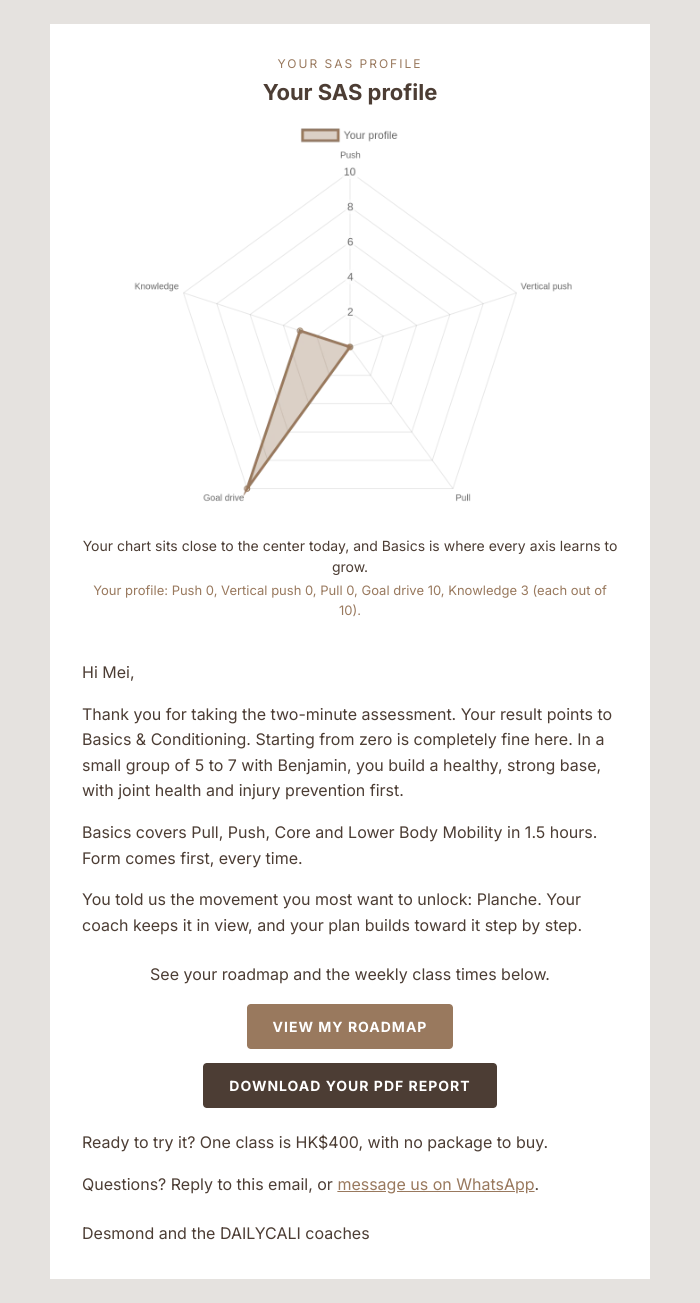 YOUR SAS PROFILE
Your SAS profile
Your profile
Push
10
8
6
4
2
Knowledge
Vertical push
Goal drive
Pull
Your chart sits close to the center today, and Basics is where every axis learns to
grow.
Your profile: Push 0, Vertical push 0, Pull 0, Goal drive 10, Knowledge 3 (each out of
10).
Hi Mei,
Thank you for taking the two-minute assessment. Your result points to
Basics & Conditioning. Starting from zero is completely fine here. In a
small group of 5 to 7 with Benjamin, you build a healthy, strong base,
with joint health and injury prevention first.
Basics covers Pull, Push, Core and Lower Body Mobility in 1.5 hours.
Form comes first, every time.
You told us the movement you most want to unlock: Planche. Your
coach keeps it in view, and your plan builds toward it step by step.
See your roadmap and the weekly class times below.
VIEW MY ROADMAP
DOWNLOAD YOUR PDF REPORT
Ready to try it? One class is HK$400, with no package to buy.
Questions? Reply to this email, or message us on WhatsApp.
Desmond and the DAILYCALI coaches